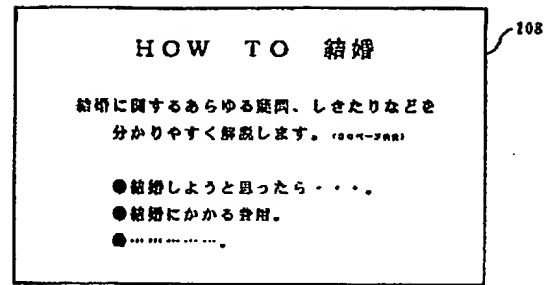 108
HOW TO 結婚
結婚に関するあらゆる疑問、しきたりなどを
分かりやすく解説します。
●結婚しようと思ったら・・・。
●結婚にかかる費用。
●…………。